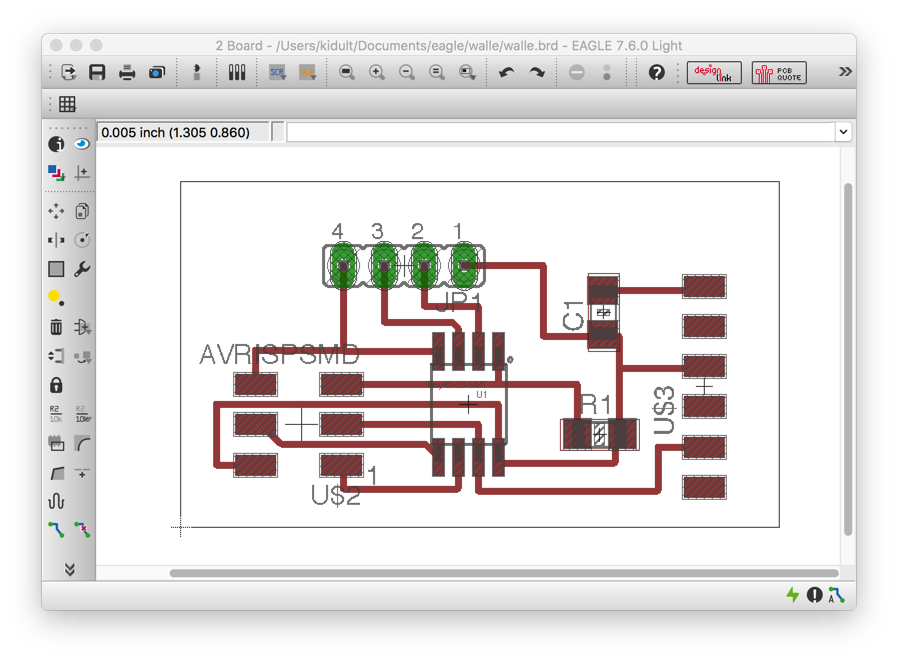 2 Board - /Users/kidult/Documents/eagle/walle/walle.brd - EAGLE 7.6.0 Light
SCR
design link
PCB QUOTE
0.005 inch (1.305 0.860)
R2
10k
R2
10k
4 3 2 1
JP1
C1
AVRISPSMD
U1
R1
U$3
1
U$2